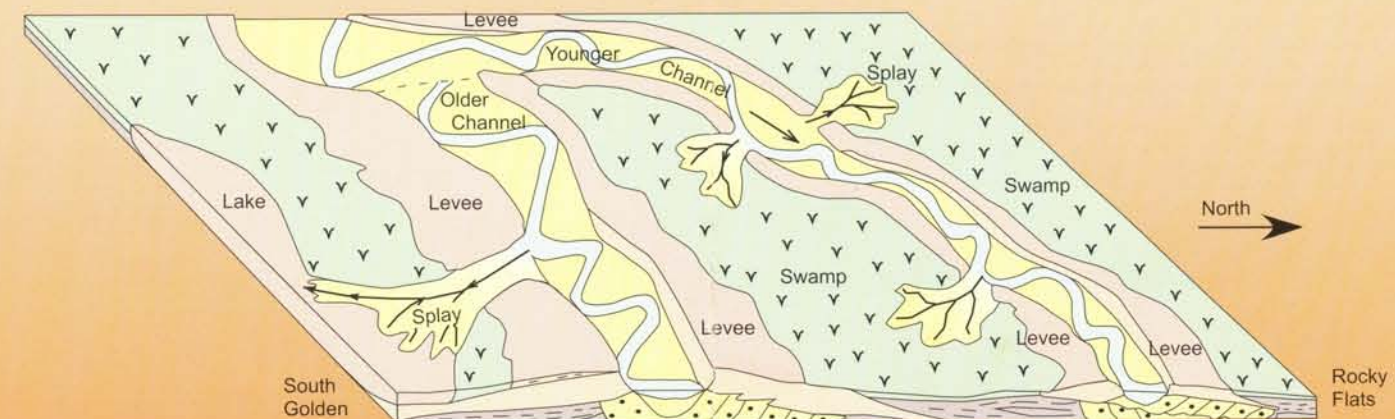 Levee
Younger
Channel
Splay
Older
Channel
Swamp
Lake
Levee
North
Swamp
Splay
Levee
Levee
Levee
South
Golden
Rocky
Flats